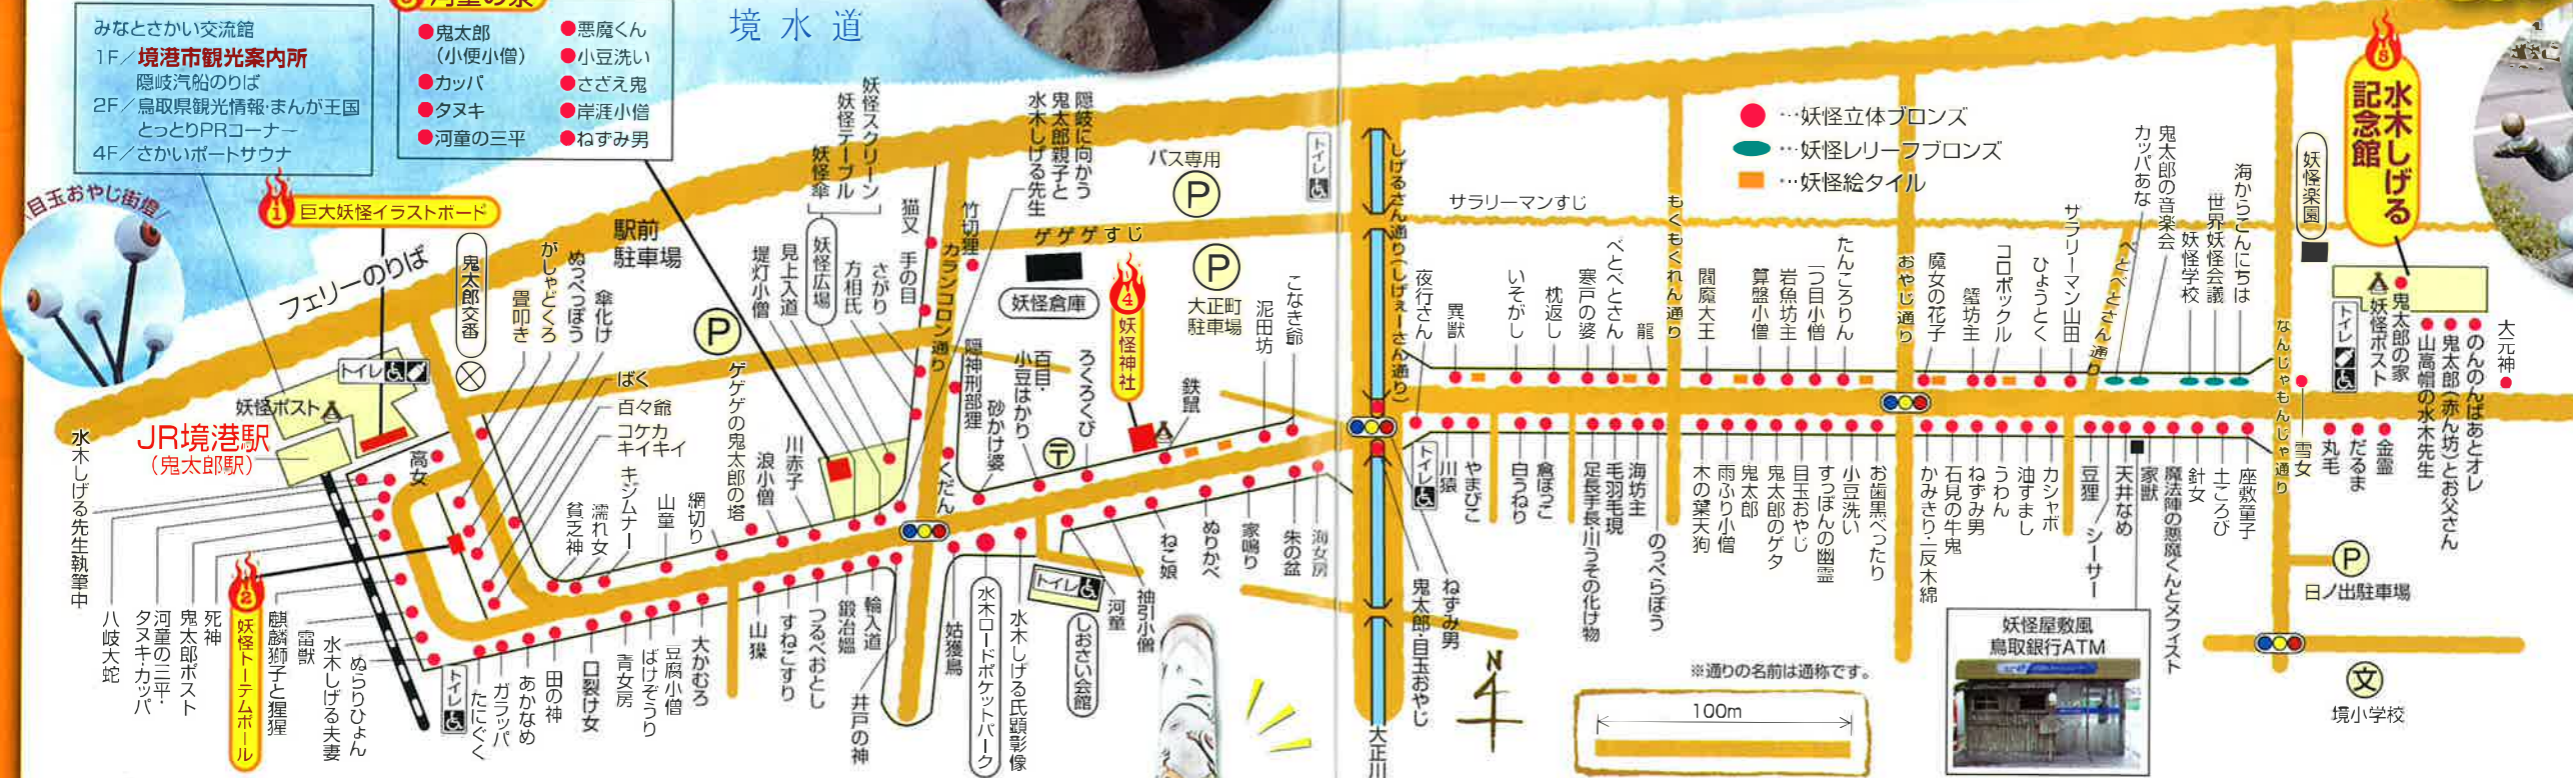 みなとさかい交流館
1F/境港市観光案内所
隠岐汽船のりば
2F/鳥取県観光情報・まんが王国
とっとりPRコーナー
4F/さかいポートサウナ
鬼太郎
(小便小僧)
カッパ
タヌキ
河童の三平
悪魔くん
小豆洗い
さざえ鬼
岸涯小僧
ねずみ男
境水道
目玉おやじ街燈
1
巨大妖怪イラストボード
フェリーのりば
鬼太郎交番
駅前
駐車場
P
トイレ
妖怪ポスト
JR境港駅
(鬼太郎駅)
畳叩き
がしゃどくろ
ぬっぺっぽう
傘化け
ばく
百々爺
コケカ
キイキイ
高女
水木しげる先生執筆中
八岐大蛇
河童の三平・
タヌキ・カッパ
鬼太郎ポスト
死神
2
妖怪トーテムポール
麒麟獅子と猩猩
雷獣
水木しげる夫妻
ぬらりひょん
トイレ
貧乏神
濡れ女
キジムナー
山童
網切り
ゲゲゲの鬼太郎の塔
浪小僧
川赤子
堤灯小僧
見上入道
妖怪広場
妖怪傘
妖怪テーブル
妖怪スクリーン
方相氏
さがり
手の目
猫又
カランコロン通り
竹切狸
隠神刑部狸
くだん
砂かけ婆
百目・
小豆はかり
〒
ろくろくび
隠岐に向かう
鬼太郎親子と
水木しげる先生
ゲゲゲすじ
妖怪倉庫
4
妖怪神社
鉄鼠
バス専用
P
P
大正町
駐車場
泥田坊
こなき爺
トイレ
たにぐく
ガラッパ
あかなめ
田の神
口裂け女
青女房
ばけぞうり
豆腐小僧
大かむろ
山𤢖
すねこすり
つるべおとし
鍛冶媼
輪入道
井戸の神
姑獲鳥
水木ロードポケットパーク
水木しげる氏顕彰像
トイレ
しおさい会館
河童
袖引小僧
ねこ娘
ぬりかべ
家鳴り
朱の盆
海女房
しげるさん通り(しげぇーさん通り)
鬼太郎・目玉おやじ
ねずみ男
大正川
…妖怪立体ブロンズ
…妖怪レリーフブロンズ
…妖怪絵タイル
サラリーマンすじ
夜行さん
異獣
いそがし
枕返し
寒戸の婆
べとべとさん
龍
もくもくれん通り
閻魔大王
算盤小僧
岩魚坊主
一つ目小僧
たんころりん
おやじ通り
魔女の花子
蟹坊主
コロポックル
ひょうとく
サラリーマン山田
べとべとさん通り
カッパあな
鬼太郎の音楽会
妖怪学校
世界妖怪会議
海からこんにちは
トイレ
川猿
やまびこ
白うねり
倉ぼっこ
足長手長
川うその化け物
毛羽毛現
海坊主
のっぺらぼう
木の葉天狗
雨ふり小僧
鬼太郎
鬼太郎のゲタ
目玉おやじ
すっぽんの幽霊
小豆洗い
お歯黒べったり
かみきり・一反木綿
石見の牛鬼
ねずみ男
うわん
油すまし
カシャボ
豆狸
シーサー
天井なめ
家獣
魔法陣の悪魔くんとメフィスト
針女
土ころび
座敷童子
なんじゃもんじゃ通り
妖怪楽園
5
水木しげる
記念館
トイレ
妖怪ポスト
鬼太郎の家
山高帽の水木先生
鬼太郎(赤ん坊)とお父さん
のんのんばあとオレ
大元神
雪女
丸毛
だるま
金霊
P
日ノ出駐車場
文
境小学校
妖怪屋敷風
鳥取銀行ATM
※通りの名前は通称です。
100m
N